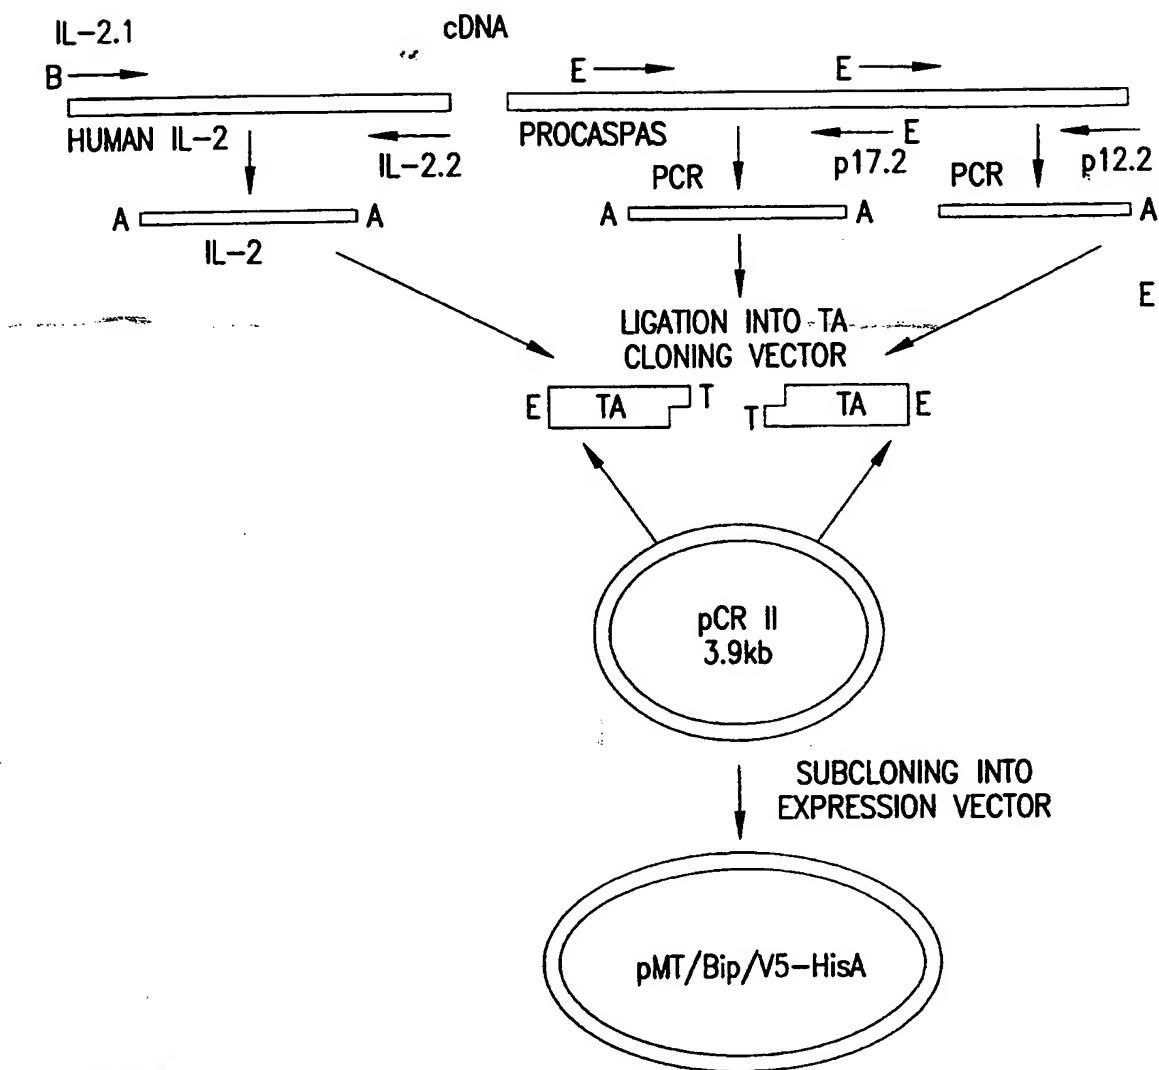 IL-2.1
cDNA
B
E
E
HUMAN IL-2
IL-2.2
PROCASPAS
E
PCR
p17.2
PCR
p12.2
A
A
IL-2
A
A
A
E
LIGATION INTO TA
CLONING VECTOR
E
TA
T
T
TA
E
pCR II
3.9kb
SUBCLONING INTO
EXPRESSION VECTOR
pMT/Bip/V5-HisA